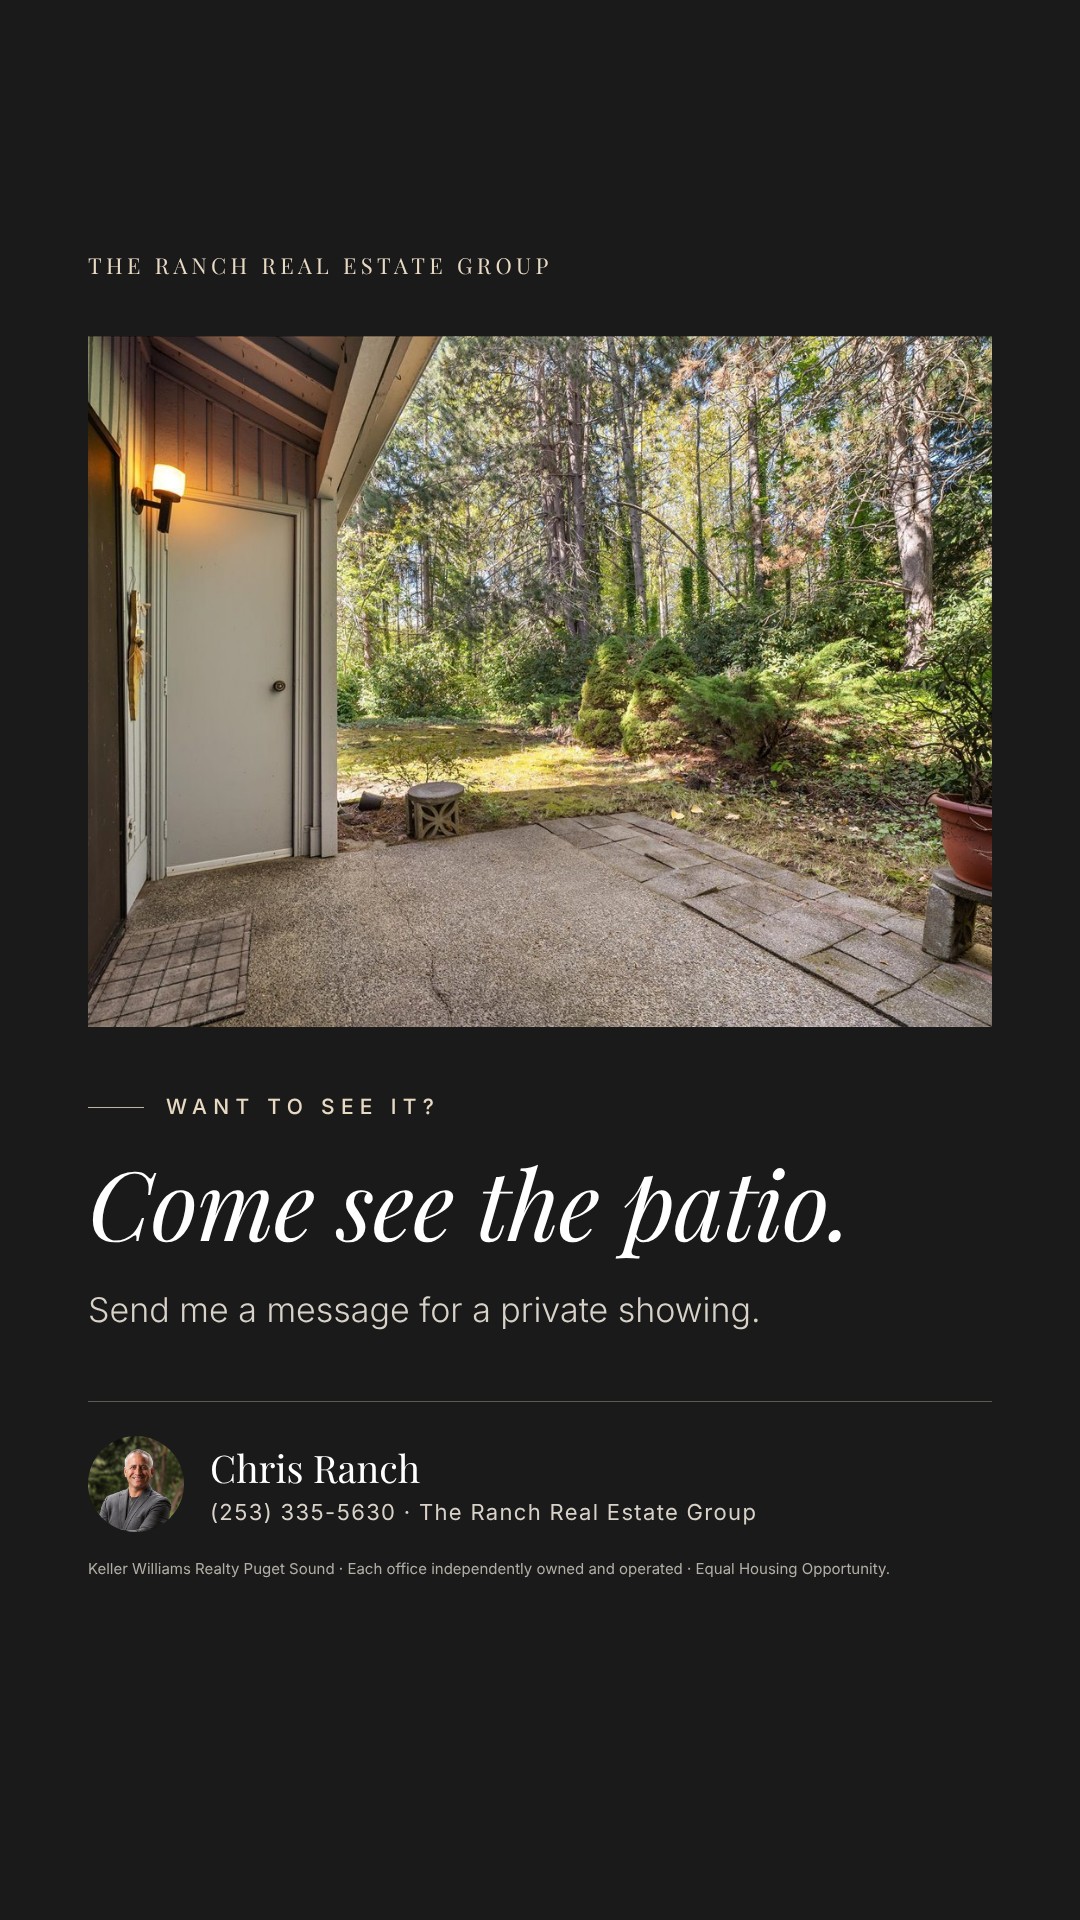 THE RANCH REAL ESTATE GROUP
WANT TO SEE IT?
Come see the patio.
Send me a message for a private showing.
Chris Ranch
(253) 335-5630 · The Ranch Real Estate Group
Keller Williams Realty Puget Sound · Each office independently owned and operated · Equal Housing Opportunity.